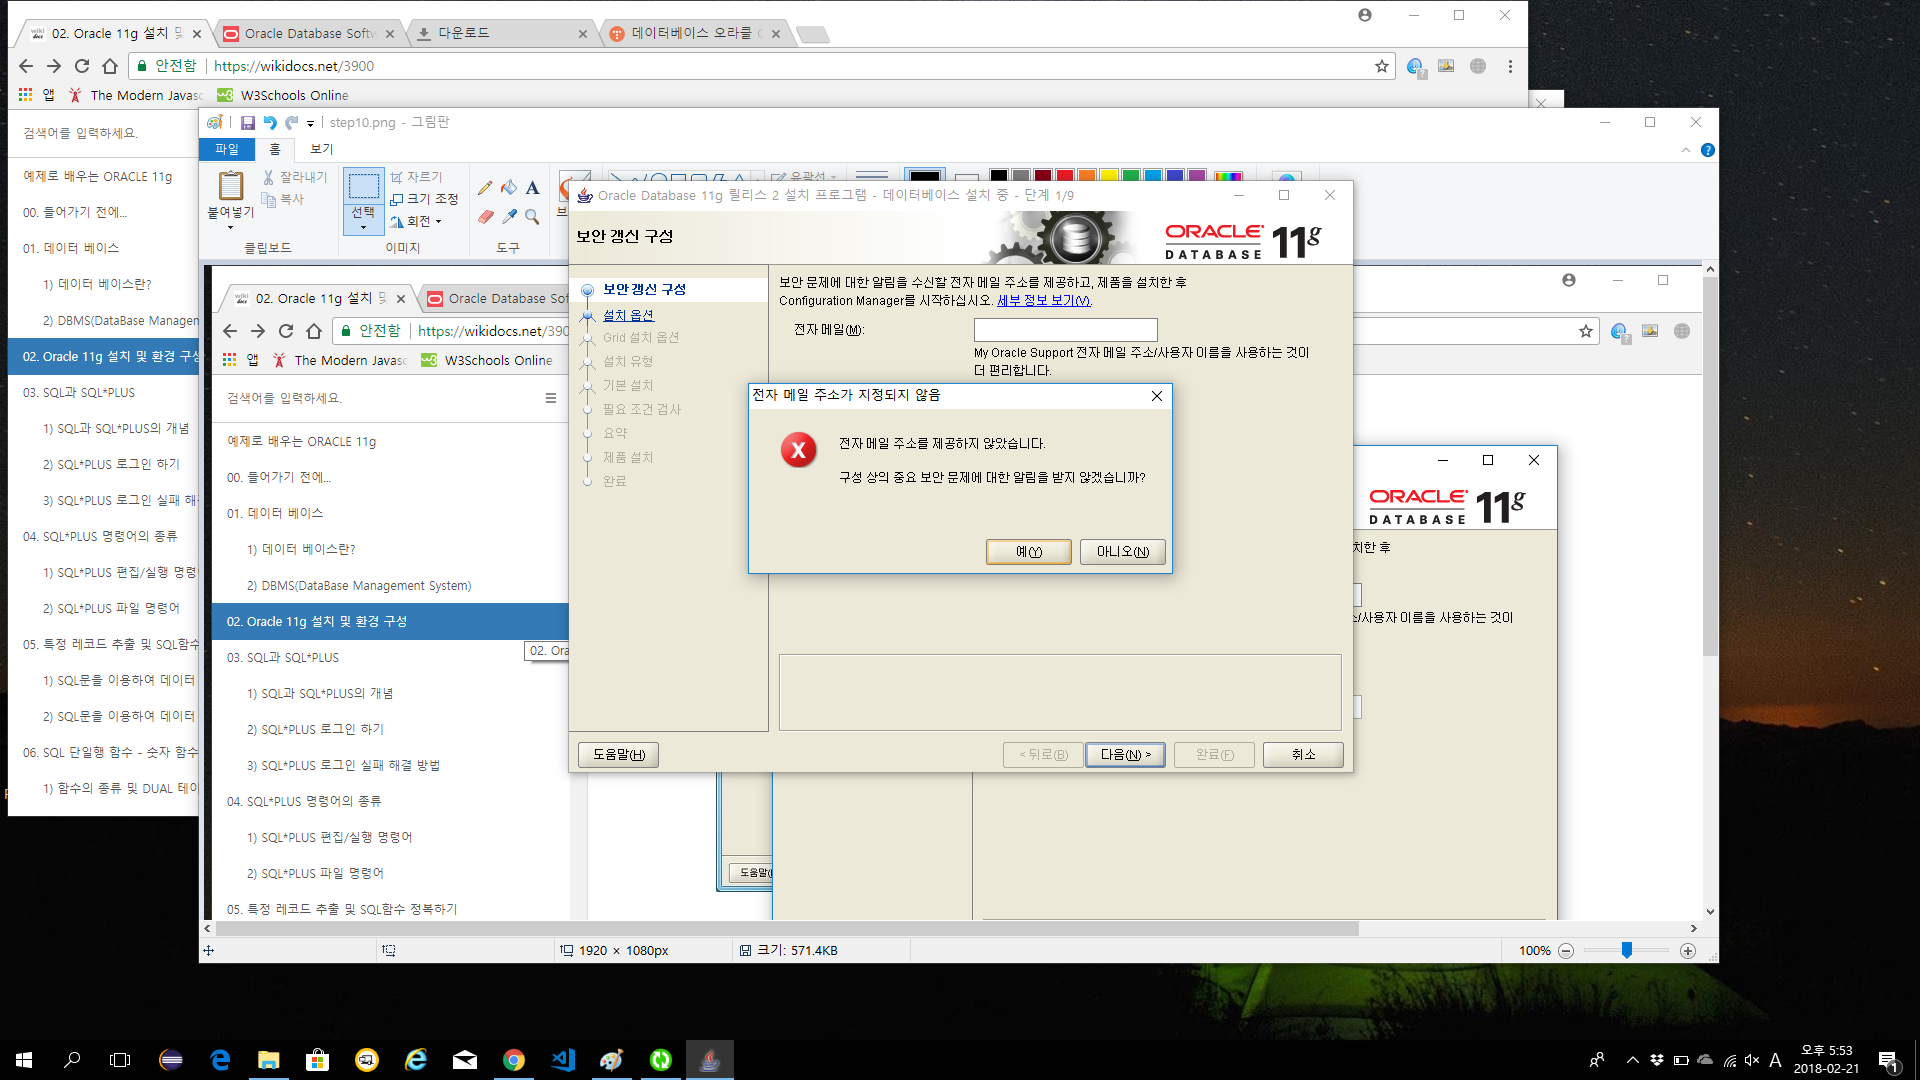 02. Oracle 11g 설치 및
Oracle Database Softw
다운로드
데이터베이스 오라클
안전함
https://wikidocs.net/3900
앱
The Modern Javasc
W3Schools Online
검색어를 입력하세요.
예제로 배우는 ORACLE 11g
00. 들어가기 전에...
01. 데이터 베이스
1) 데이터 베이스란?
2) DBMS(DataBase Managem
02. Oracle 11g 설치 및 환경 구성
03. SQL과 SQL*PLUS
1) SQL과 SQL*PLUS의 개념
2) SQL*PLUS 로그인 하기
3) SQL*PLUS 로그인 실패 해
04. SQL*PLUS 명령어의 종류
1) SQL*PLUS 편집/실행 명령
2) SQL*PLUS 파일 명령어
05. 특정 레코드 추출 및 SQL함수
1) SQL문을 이용하여 데이터
2) SQL문을 이용하여 데이터
06. SQL 단일행 함수 - 숫자 함수
1) 함수의 종류 및 DUAL 테이
step10.png - 그림판
파일
홈
보기
붙여넣기
잘라내기
복사
클립보드
선택
자르기
크기 조정
회전
이미지
도구
윤곽선
02. Oracle 11g 설치 및
Oracle Database Sof
안전함
https://wikidocs.net/390
앱
The Modern Javasc
W3Schools Online
검색어를 입력하세요.
예제로 배우는 ORACLE 11g
00. 들어가기 전에...
01. 데이터 베이스
1) 데이터 베이스란?
2) DBMS(DataBase Management System)
02. Oracle 11g 설치 및 환경 구성
02. Ora
03. SQL과 SQL*PLUS
1) SQL과 SQL*PLUS의 개념
2) SQL*PLUS 로그인 하기
3) SQL*PLUS 로그인 실패 해결 방법
04. SQL*PLUS 명령어의 종류
1) SQL*PLUS 편집/실행 명령어
2) SQL*PLUS 파일 명령어
05. 특정 레코드 추출 및 SQL함수 정복하기
Oracle Database 11g 릴리스 2 설치 프로그램 - 데이터베이스 설치 중 - 단계 1/9
보안 갱신 구성
ORACLE
DATABASE 11g
보안 갱신 구성
설치 옵션
Grid 설치 옵션
설치 유형
기본 설치
필요 조건 검사
요약
제품 설치
완료
보안 문제에 대한 알림을 수신할 전자 메일 주소를 제공하고, 제품을 설치한 후
Configuration Manager를 시작하십시오. 세부 정보 보기(V).
전자 메일(M):
My Oracle Support 전자 메일 주소/사용자 이름을 사용하는 것이
더 편리합니다.
전자 메일 주소가 지정되지 않음
전자 메일 주소를 제공하지 않았습니다.
구성 상의 중요 보안 문제에 대한 알림을 받지 않겠습니까?
예(Y)
아니오(N)
도움말(H)
< 뒤로(B)
다음(N) >
완료(F)
취소
ORACLE
DATABASE 11g
치한 후
소/사용자 이름을 사용하는 것이
도움말(
1920 × 1080px
크기: 571.4KB
100%
A
오후 5:53
2018-02-21
1